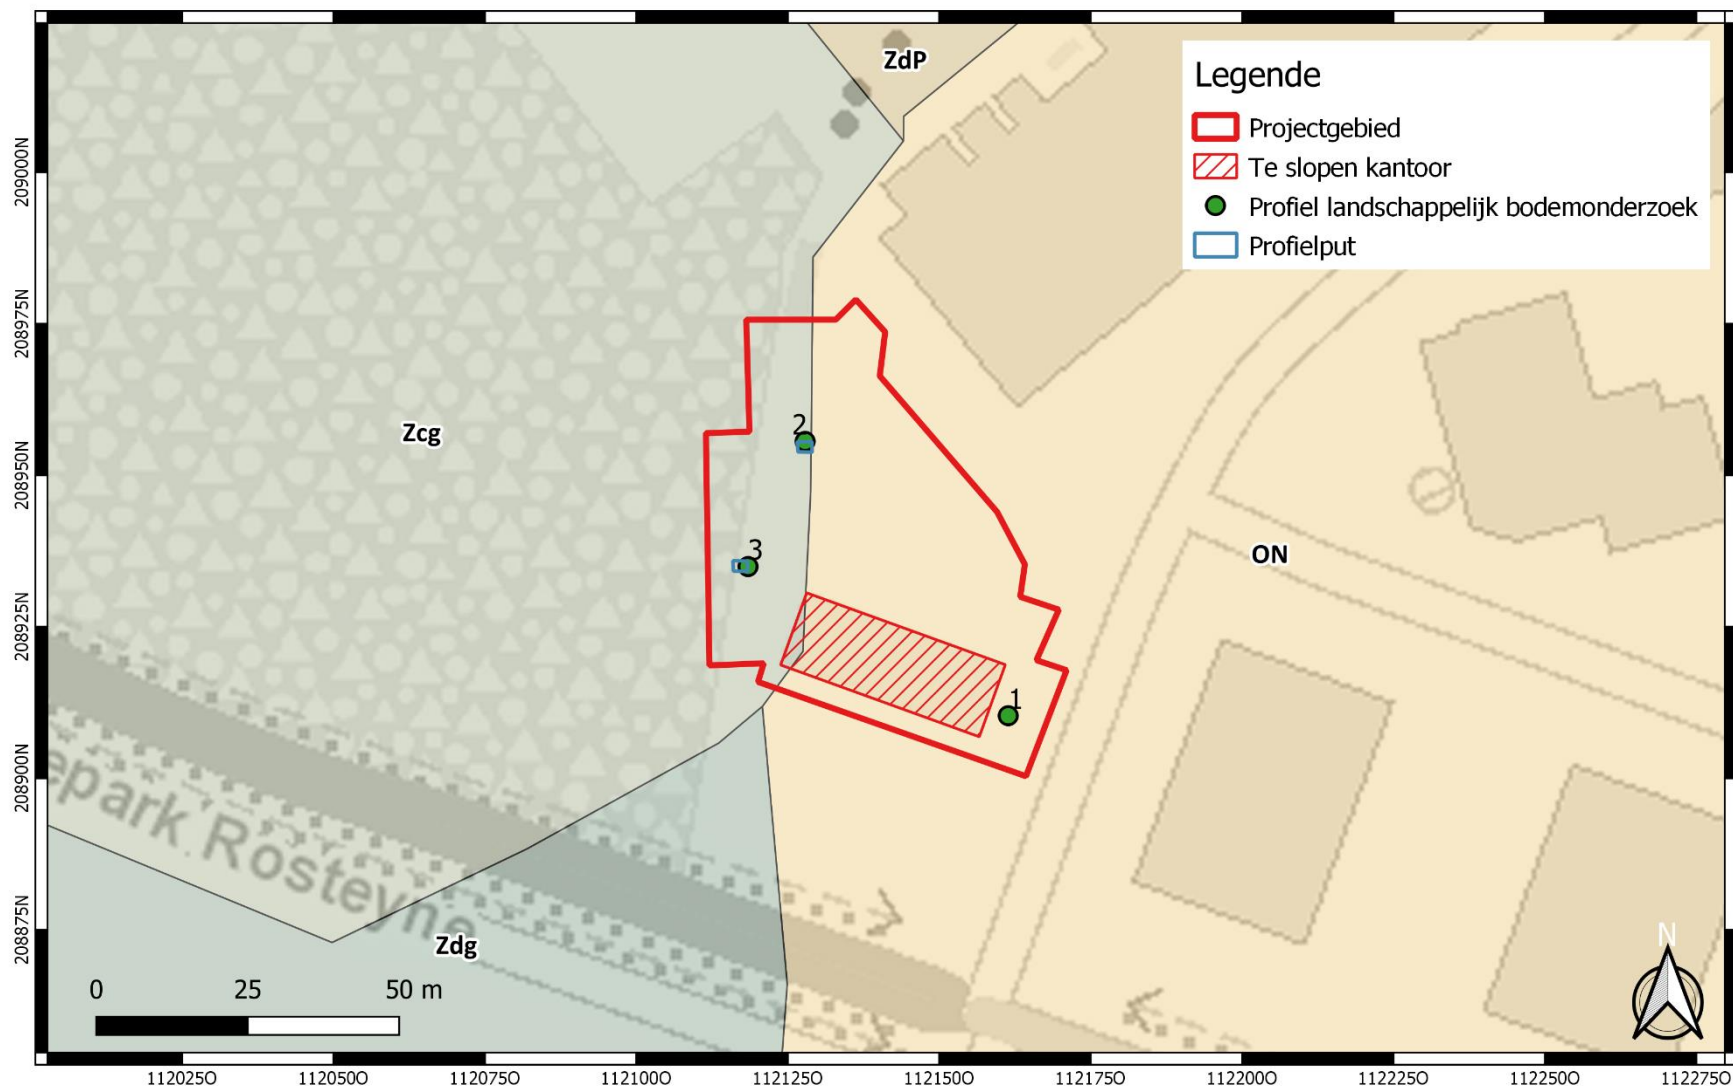 ZdP
Legende
Projectgebied
Te slopen kantoor
Profiel landschappelijk bodemonderzoek
Profielput
209000N
208975N
208950N
208925N
208900N
208875N
Zcg
2
3
1
ON
epark Rosteyne
Zdg
N
0 25 50 m
112025O 112050O 112075O 112100O 112125O 112150O 112175O 112200O 112225O 112250O 112275O